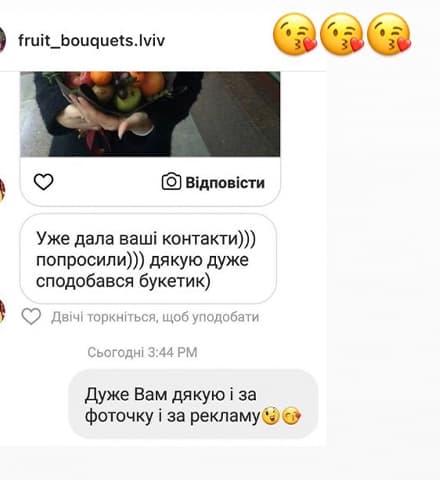 fruit_bouquets.lviv
Відповісти
Уже дала ваші контакти)))
попросили))) дякую дуже
сподобався букетик)
Двічі торкніться, щоб уподобати
Сьогодні 3:44 PM
Дуже Вам дякую і за
фоточку і за рекламу😉😚